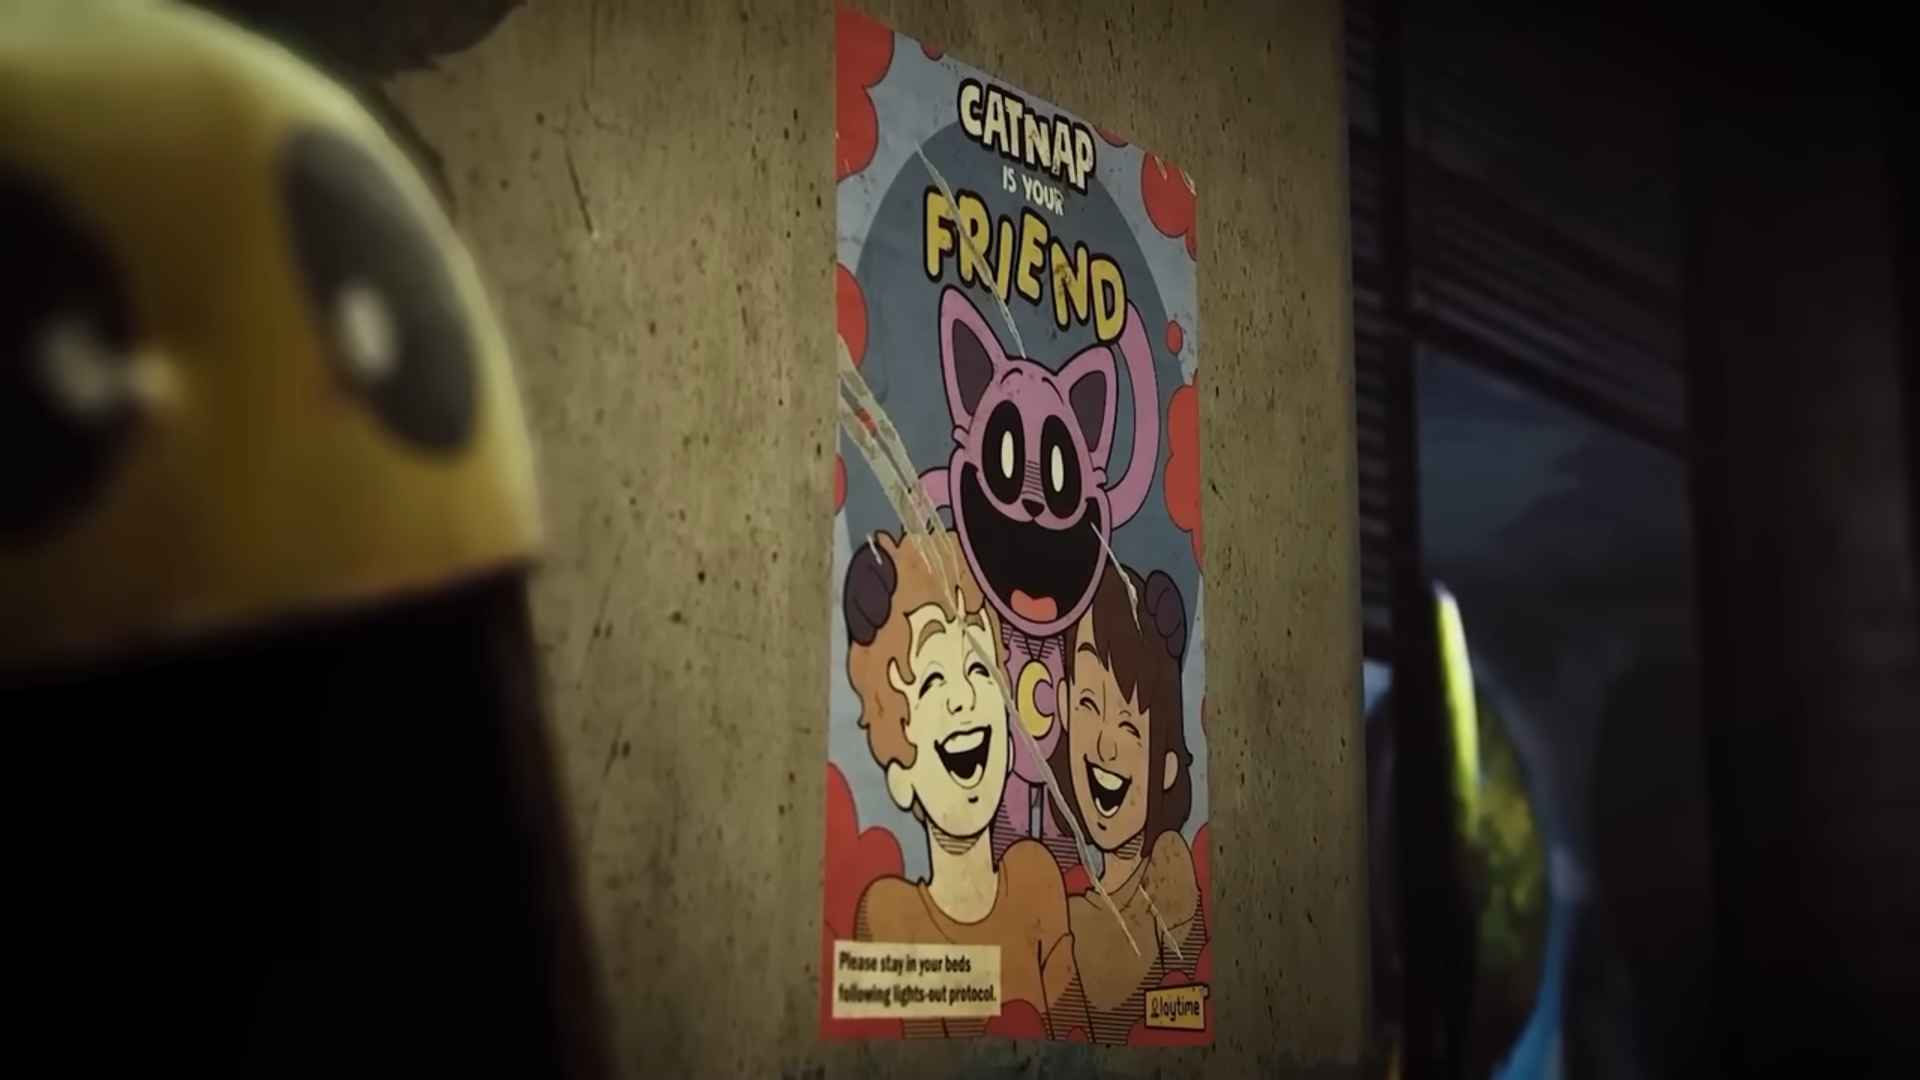 CATNAP
IS YOUR
FRIEND
Please stay in your beds
following lights-out protocol.
Playtime